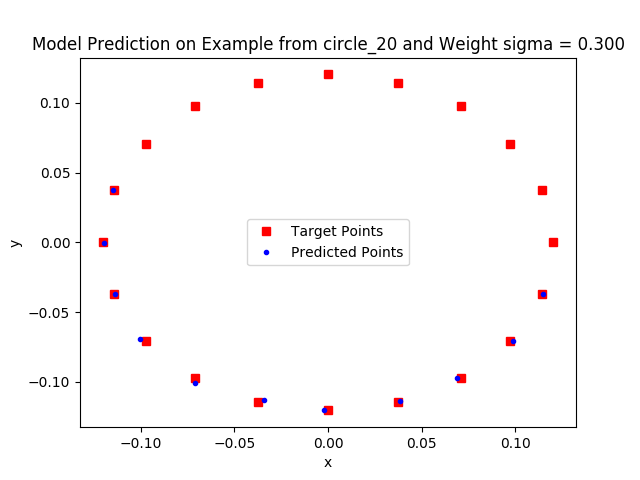 Model Prediction on Example from circle_20 and Weight sigma = 0.300
0.10
0.05
0.00
−0.05
−0.10
y
Target Points
Predicted Points
−0.10
−0.05
0.00
0.05
0.10
x